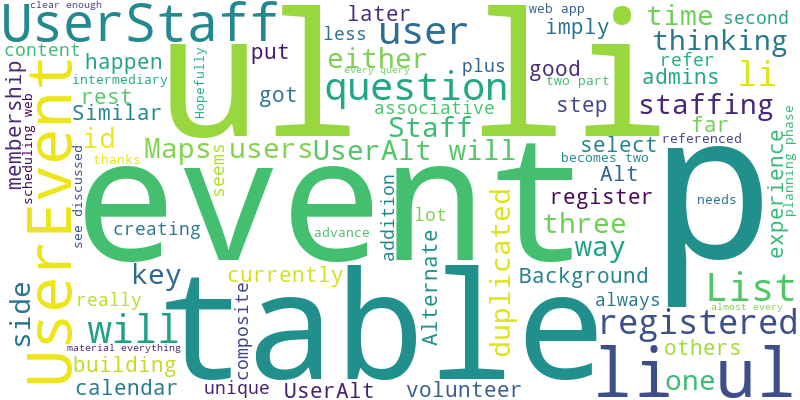 clear enough
UserStaff
ul li
later
web app
imply
time
second
less
user
content
happen
Hopefully
put
either
thinking
plus
good
refer
li
every query
two part
admins
membership
intermediary
rest
got
question
associative
step
staffing
Similar
scheduling web
UserEvent
id
Maps users
Staff
UserAlt will
far
select
referenced
becomes two
thanks
seems
see discussed
event
p
Alt
needs
register
experience
planning phase
creating
advance
addition
lot
three
way
duplicated
Alternate
key
currently
Background
List
side
really
table
always
almost every
will
composite
registered
material everything
building
others
li ul
one
calendar
unique
UserAlt
volunteer